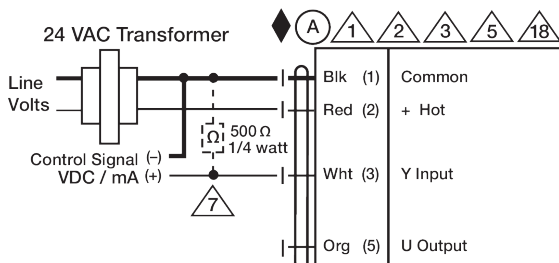 24 VAC Transformer
A 1 2 3 5 18
Line
Volts
Blk (1) Common
Red (2) + Hot
Ω 500 Ω
1/4 watt
Control Signal (–)
VDC / mA (+)
Wht (3) Y Input
7
Org (5) U Output